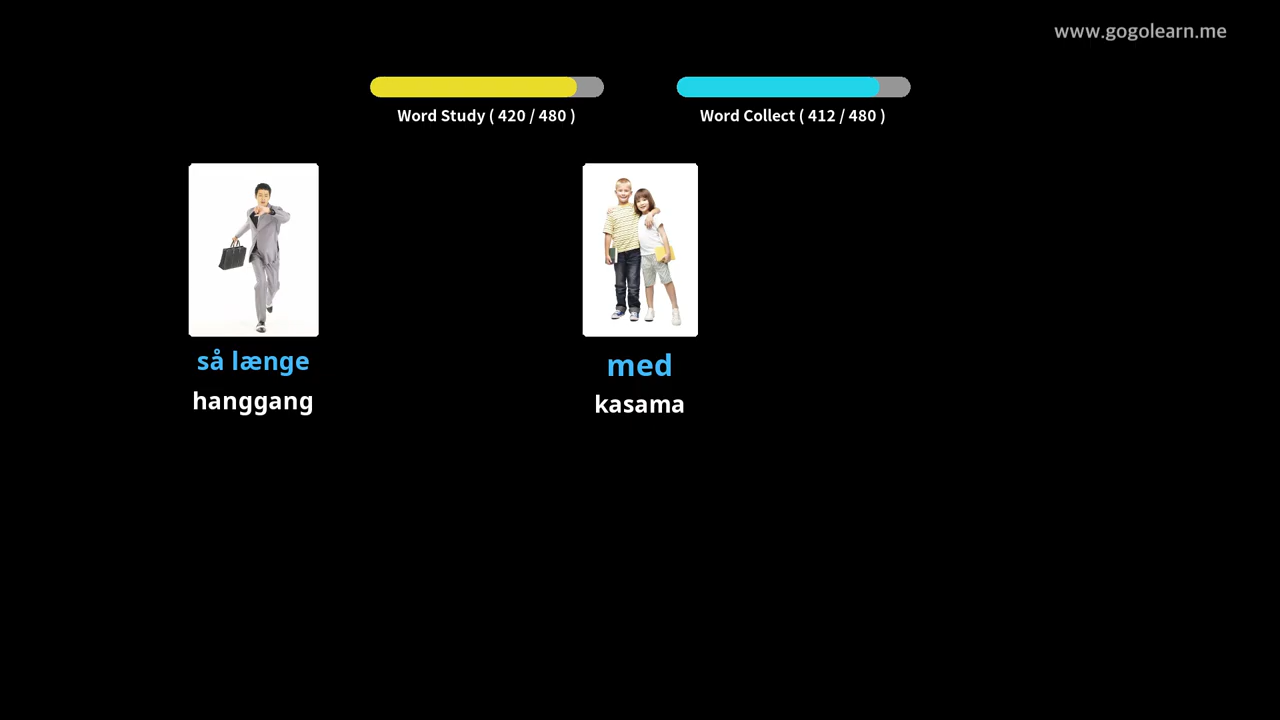 www.gogolearn.me
Word Study ( 420 / 480 )
Word Collect ( 412 / 480 )
så længe
hanggang
med
kasama